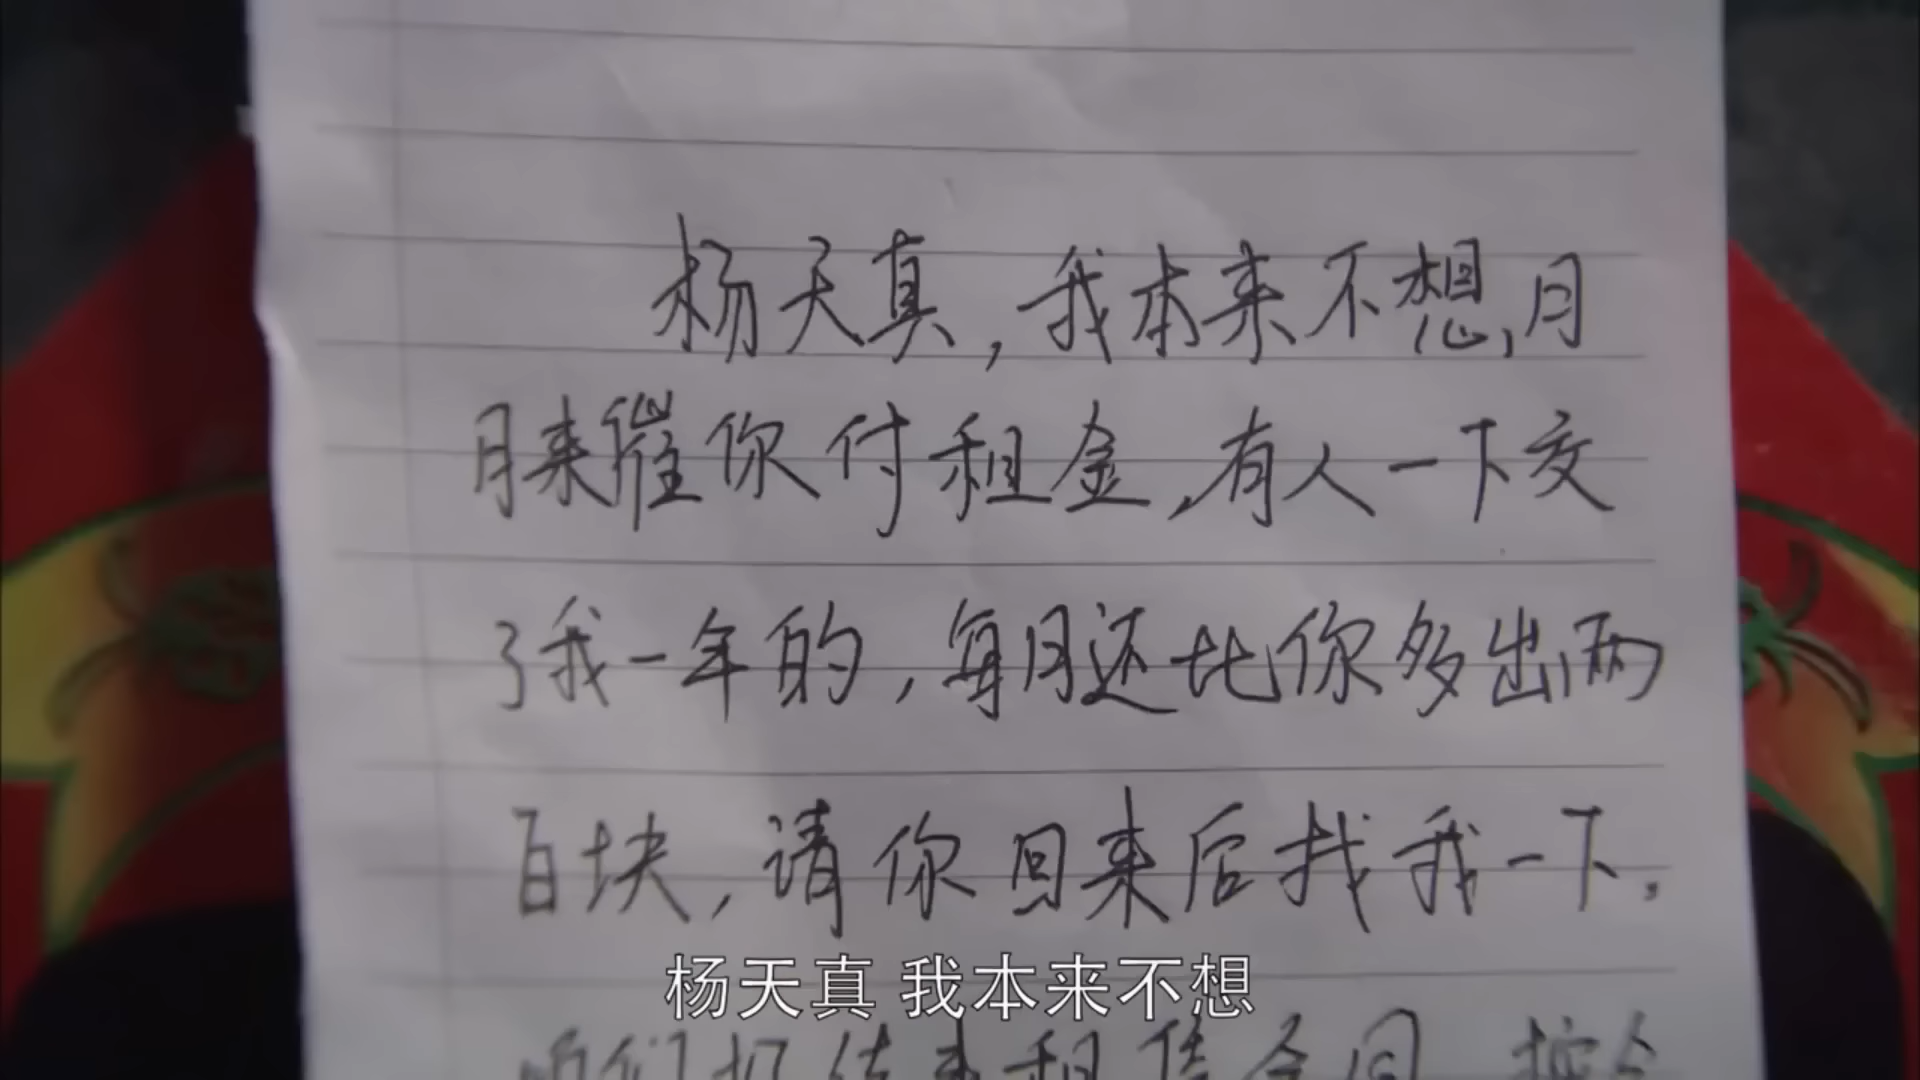 杨天真，我本来不想，月
月来催你付租金，有人一下交
了我一年的，每月还比你多出两
百块，请你回来后找我一下。
杨天真 我本来不想